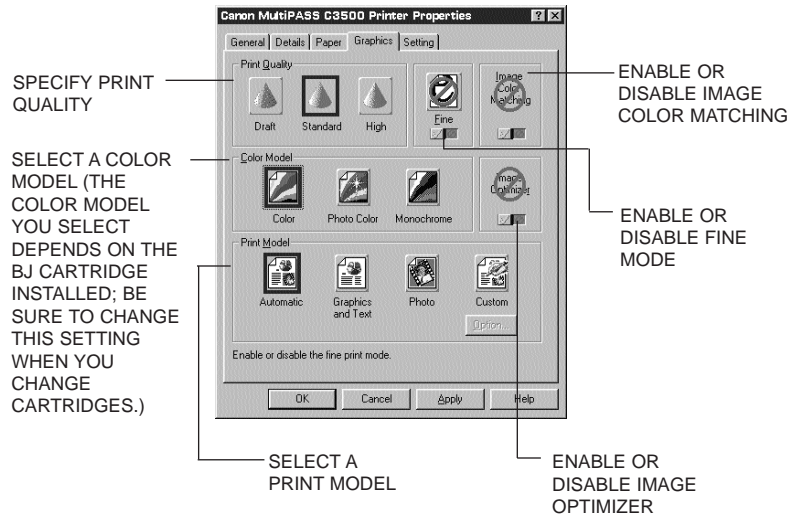 Canon MultiPASS C3500 Printer Properties
General Details Paper Graphics Setting
Print Quality
Draft Standard High
Fine
Image
Color
Matching
Color Model
Color Photo Color Monochrome
Image
Optimizer
Print Model
Automatic
Graphics
and Text
Photo
Custom
Option...
Enable or disable the fine print mode.
OK Cancel Apply Help
SPECIFY PRINT
QUALITY
SELECT A COLOR
MODEL (THE
COLOR MODEL
YOU SELECT
DEPENDS ON THE
BJ CARTRIDGE
INSTALLED; BE
SURE TO CHANGE
THIS SETTING
WHEN YOU
CHANGE
CARTRIDGES.)
ENABLE OR
DISABLE IMAGE
COLOR MATCHING
ENABLE OR
DISABLE FINE
MODE
SELECT A
PRINT MODEL
ENABLE OR
DISABLE IMAGE
OPTIMIZER